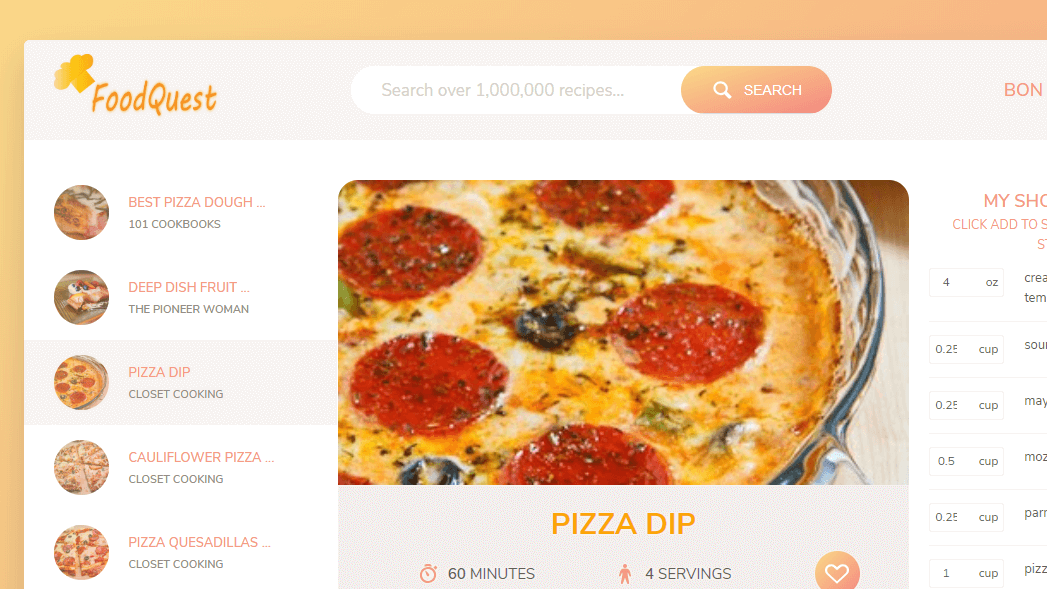 FoodQuest
Search over 1,000,000 recipes...
SEARCH
BON
BEST PIZZA DOUGH ...
101 COOKBOOKS
DEEP DISH FRUIT ...
THE PIONEER WOMAN
PIZZA DIP
CLOSET COOKING
CAULIFLOWER PIZZA ...
CLOSET COOKING
PIZZA QUESADILLAS ...
CLOSET COOKING
PIZZA DIP
60 MINUTES
4 SERVINGS
MY SHO
CLICK ADD TO S
ST
4 oz crea
tem
0.25 cup sour
0.25 cup may
0.5 cup moz
0.25 cup parr
1 cup pizz